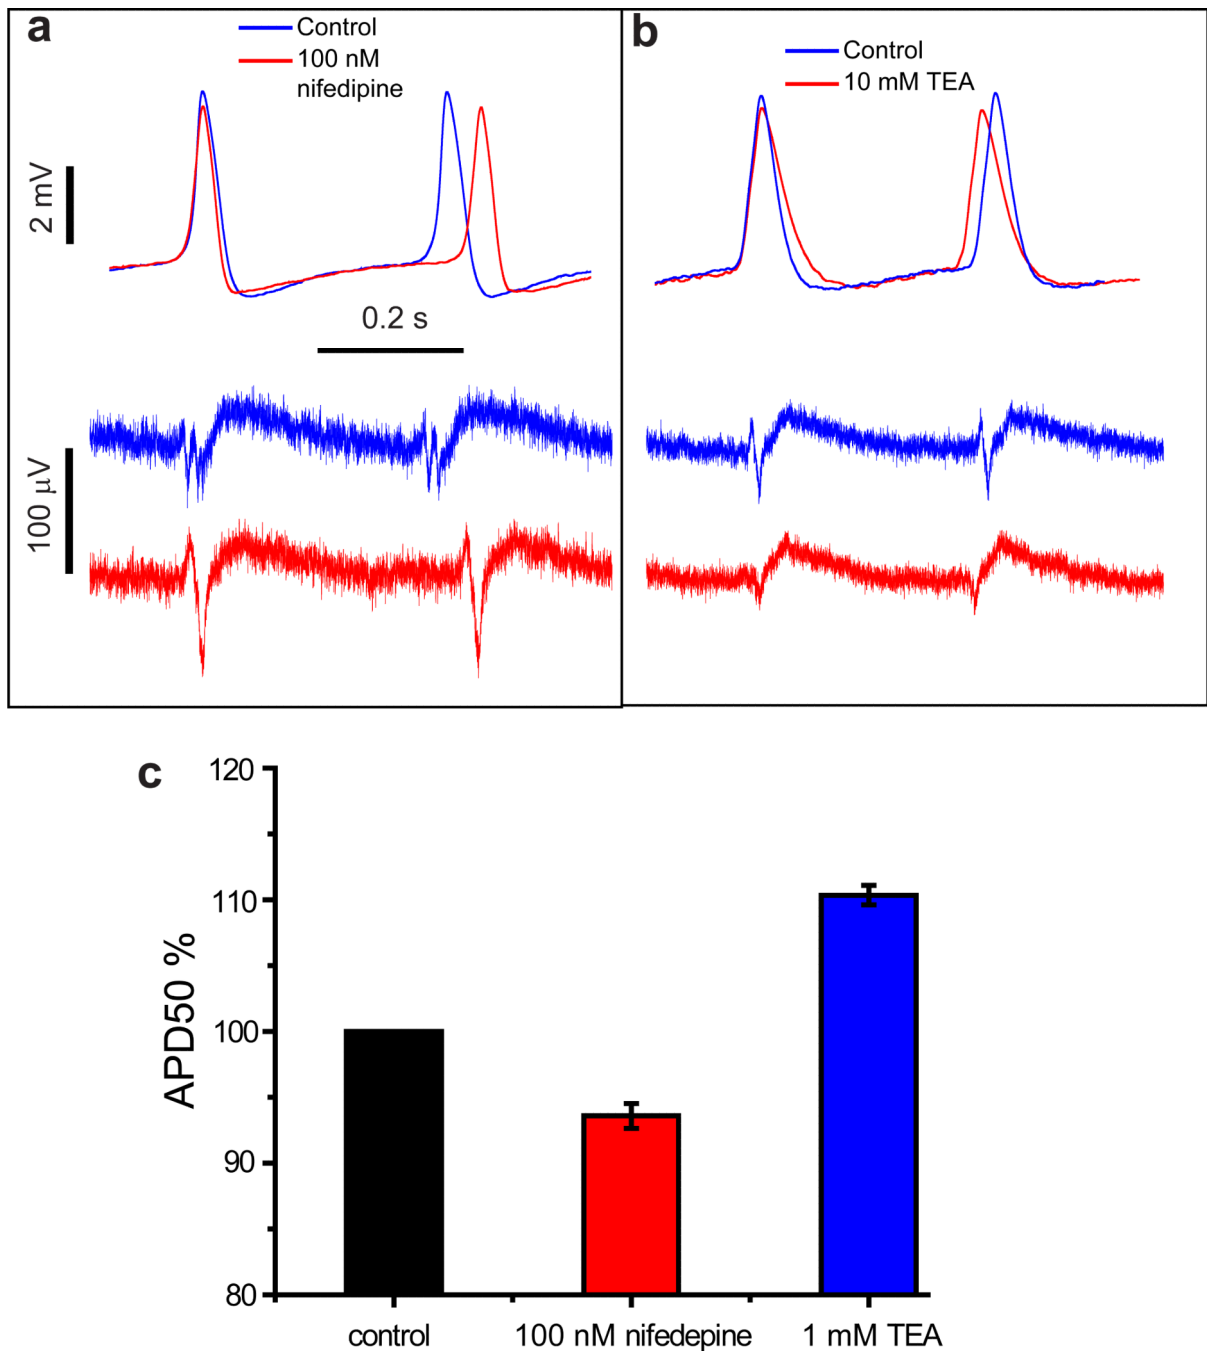 a
Control
100 nM
nifedipine
2 mV
0.2 s
100 μV
b
Control
10 mM TEA
c
120
110
100
90
80
APD50 %
control
100 nM nifedepine
1 mM TEA